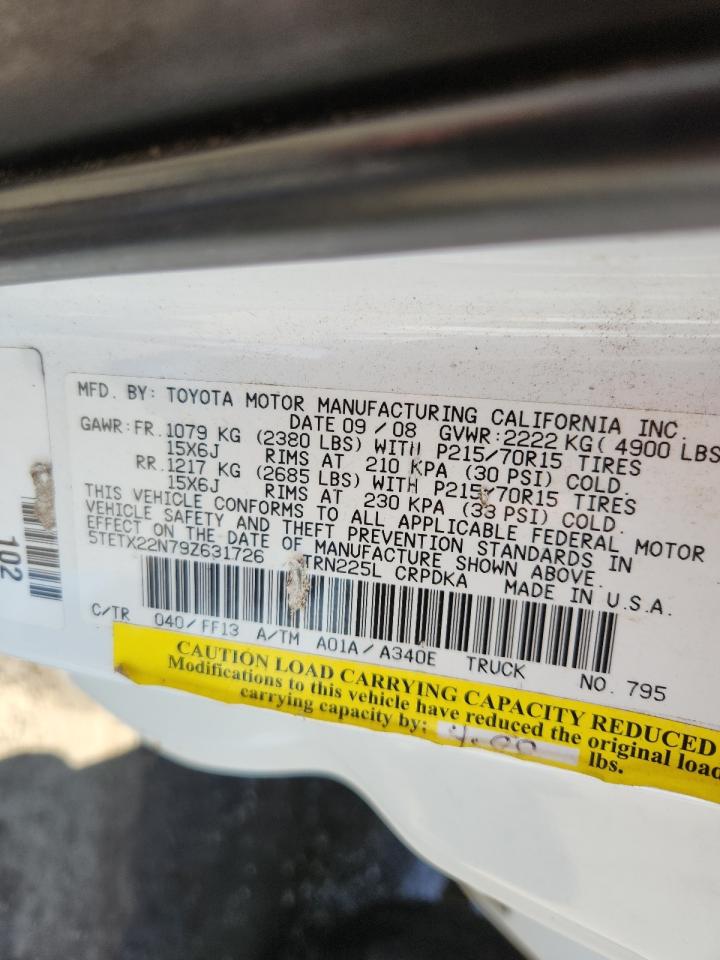 MFD. BY: TOYOTA MOTOR MANUFACTURING CALIFORNIA INC.
DATE 09/08 GVWR:2222 KG( 4900 LBS
GAWR:FR.1079 KG (2380 LBS) WITH P215/70R15 TIRES
15X6J RIMS AT 210 KPA (30 PSI) COLD.
RR.1217 KG (2685 LBS) WITH P215/70R15 TIRES
15X6J RIMS AT 230 KPA (33 PSI) COLD.
THIS VEHICLE CONFORMS TO ALL APPLICABLE FEDERAL MOTOR
VEHICLE SAFETY AND THEFT PREVENTION STANDARDS IN
EFFECT ON THE DATE OF MANUFACTURE SHOWN ABOVE.
5TETX22N79Z631726 TRN225L CRPDKA MADE IN U.S.A.
C/TR 040/FF13 A/TM A01A/A340E TRUCK NO. 795
102
CAUTION LOAD CARRYING CAPACITY REDUCED
Modifications to this vehicle have reduced the original load
carrying capacity by: lbs.